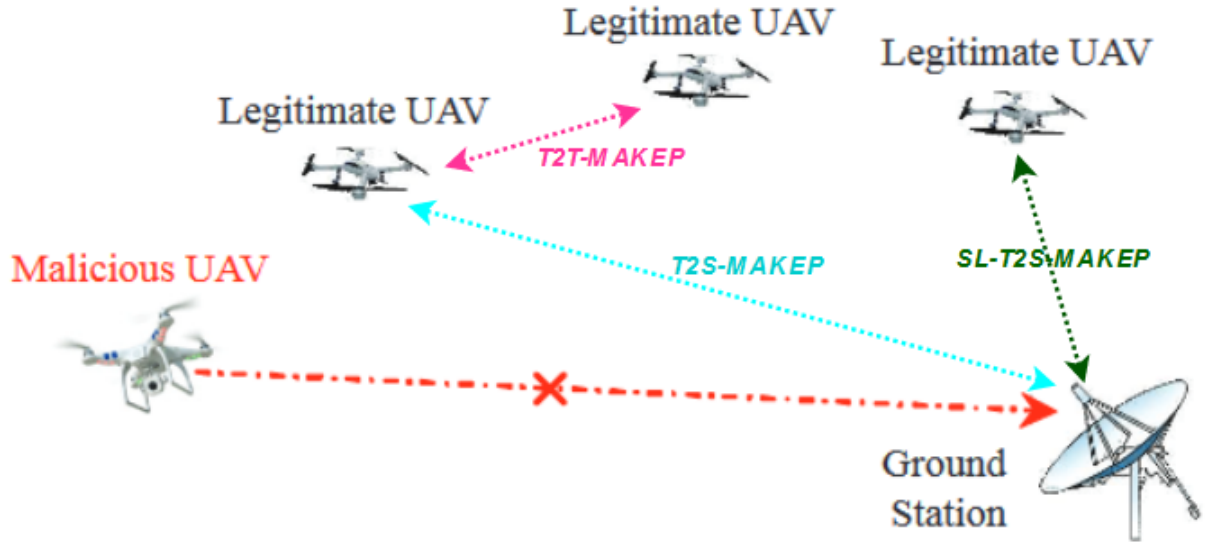 Legitimate UAV
Legitimate UAV
Legitimate UAV
T2T-MAKEP
Malicious UAV
T2S-MAKEP
SL-T2S-MAKEP
Ground
Station